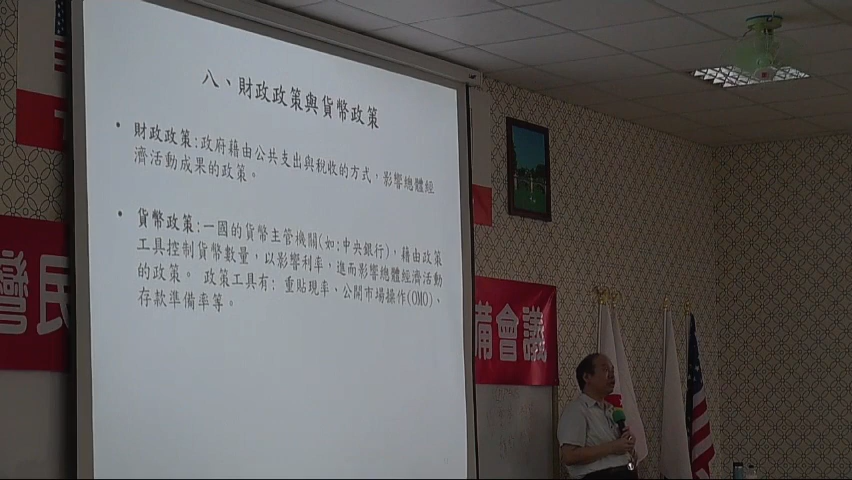 八、財政政策與貨幣政策
• 財政政策:政府藉由公共支出與稅收的方式，影響總體經
濟活動成果的政策。
• 貨幣政策:一國的貨幣主管機關(如:中央銀行)，藉由政策
工具控制貨幣數量，以影響利率，進而影響總體經濟活動
的政策。 政策工具有: 重貼現率、公開市場操作(OMO)、
存款準備率等。
灣民
備會議